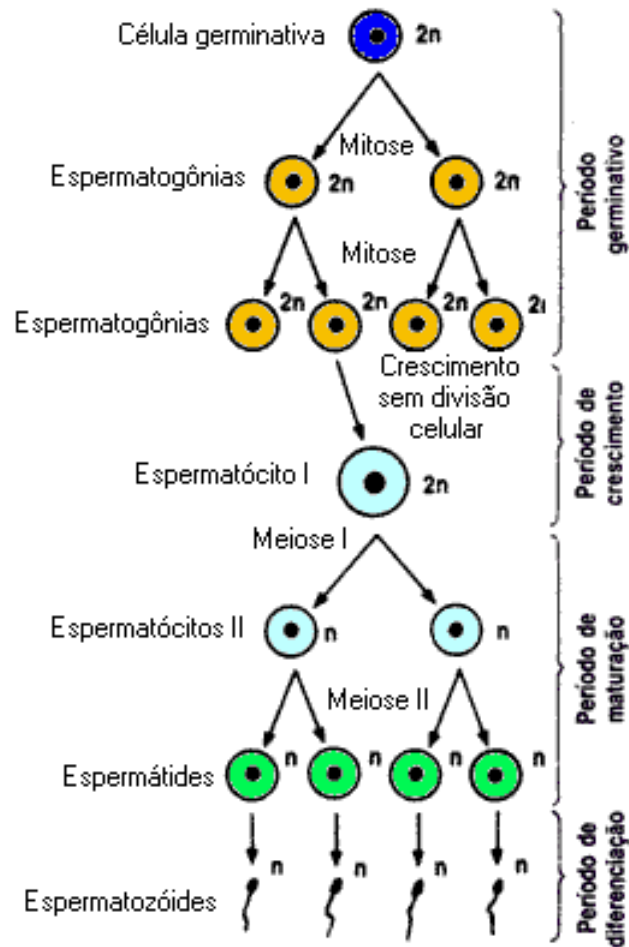 Célula germinativa
2n
Mitose
Espermatogônias
2n
2n
Mitose
Espermatogônias
2n
2n
2n
2n
Crescimento
sem divisão
celular
Espermatócito I
2n
Meiose I
Espermatócitos II
n
n
Meiose II
Espermátides
n
n
n
n
Espermatozóides
n
n
n
n
Período
germinativo
Período de
crescimento
Período de
maturação
Período de
diferenciação